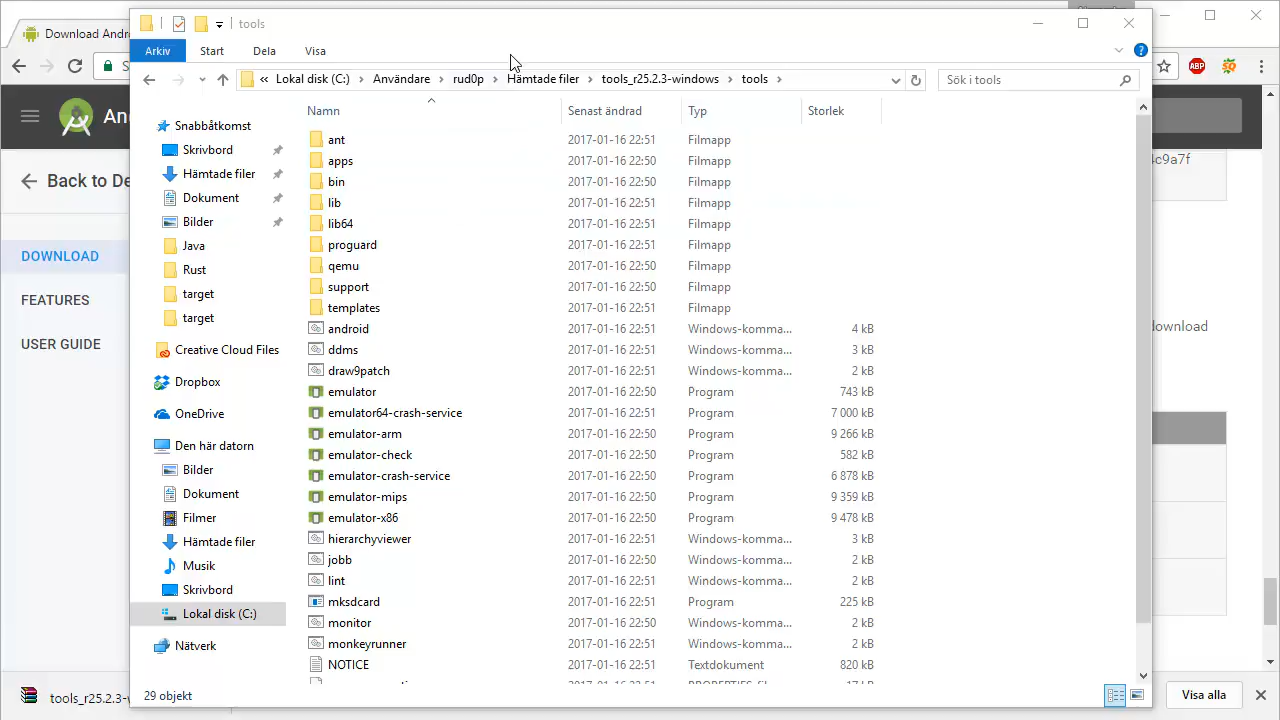 tools
Download Andr
Arkiv
Start
Dela
Visa
« Lokal disk (C:) › Användare › rud0p › Hämtade filer › tools_r25.2.3-windows › tools ›
Sök i tools
ABP
Namn
Senast ändrad
Typ
Storlek
Back to De
DOWNLOAD
FEATURES
USER GUIDE
4c9a7f
download
Snabbåtkomst
Skrivbord
Hämtade filer
Dokument
Bilder
Java
Rust
target
target
Creative Cloud Files
Dropbox
OneDrive
Den här datorn
Bilder
Dokument
Filmer
Hämtade filer
Musik
Skrivbord
Lokal disk (C:)
Nätverk
ant 2017-01-16 22:51 Filmapp
apps 2017-01-16 22:51 Filmapp
bin 2017-01-16 22:50 Filmapp
lib 2017-01-16 22:51 Filmapp
lib64 2017-01-16 22:51 Filmapp
proguard 2017-01-16 22:51 Filmapp
qemu 2017-01-16 22:50 Filmapp
support 2017-01-16 22:51 Filmapp
templates 2017-01-16 22:51 Filmapp
android 2017-01-16 22:51 Windows-komma... 4 kB
ddms 2017-01-16 22:51 Windows-komma... 3 kB
draw9patch 2017-01-16 22:51 Windows-komma... 2 kB
emulator 2017-01-16 22:50 Program 743 kB
emulator64-crash-service 2017-01-16 22:51 Program 7 000 kB
emulator-arm 2017-01-16 22:50 Program 9 266 kB
emulator-check 2017-01-16 22:50 Program 582 kB
emulator-crash-service 2017-01-16 22:51 Program 6 878 kB
emulator-mips 2017-01-16 22:50 Program 9 359 kB
emulator-x86 2017-01-16 22:50 Program 9 478 kB
hierarchyviewer 2017-01-16 22:51 Windows-komma... 3 kB
jobb 2017-01-16 22:51 Windows-komma... 2 kB
lint 2017-01-16 22:51 Windows-komma... 2 kB
mksdcard 2017-01-16 22:51 Program 225 kB
monitor 2017-01-16 22:51 Windows-komma... 2 kB
monkeyrunner 2017-01-16 22:51 Windows-komma... 2 kB
NOTICE 2017-01-16 22:51 Textdokument 820 kB
29 objekt
tools_r25.2.3-w
Visa alla